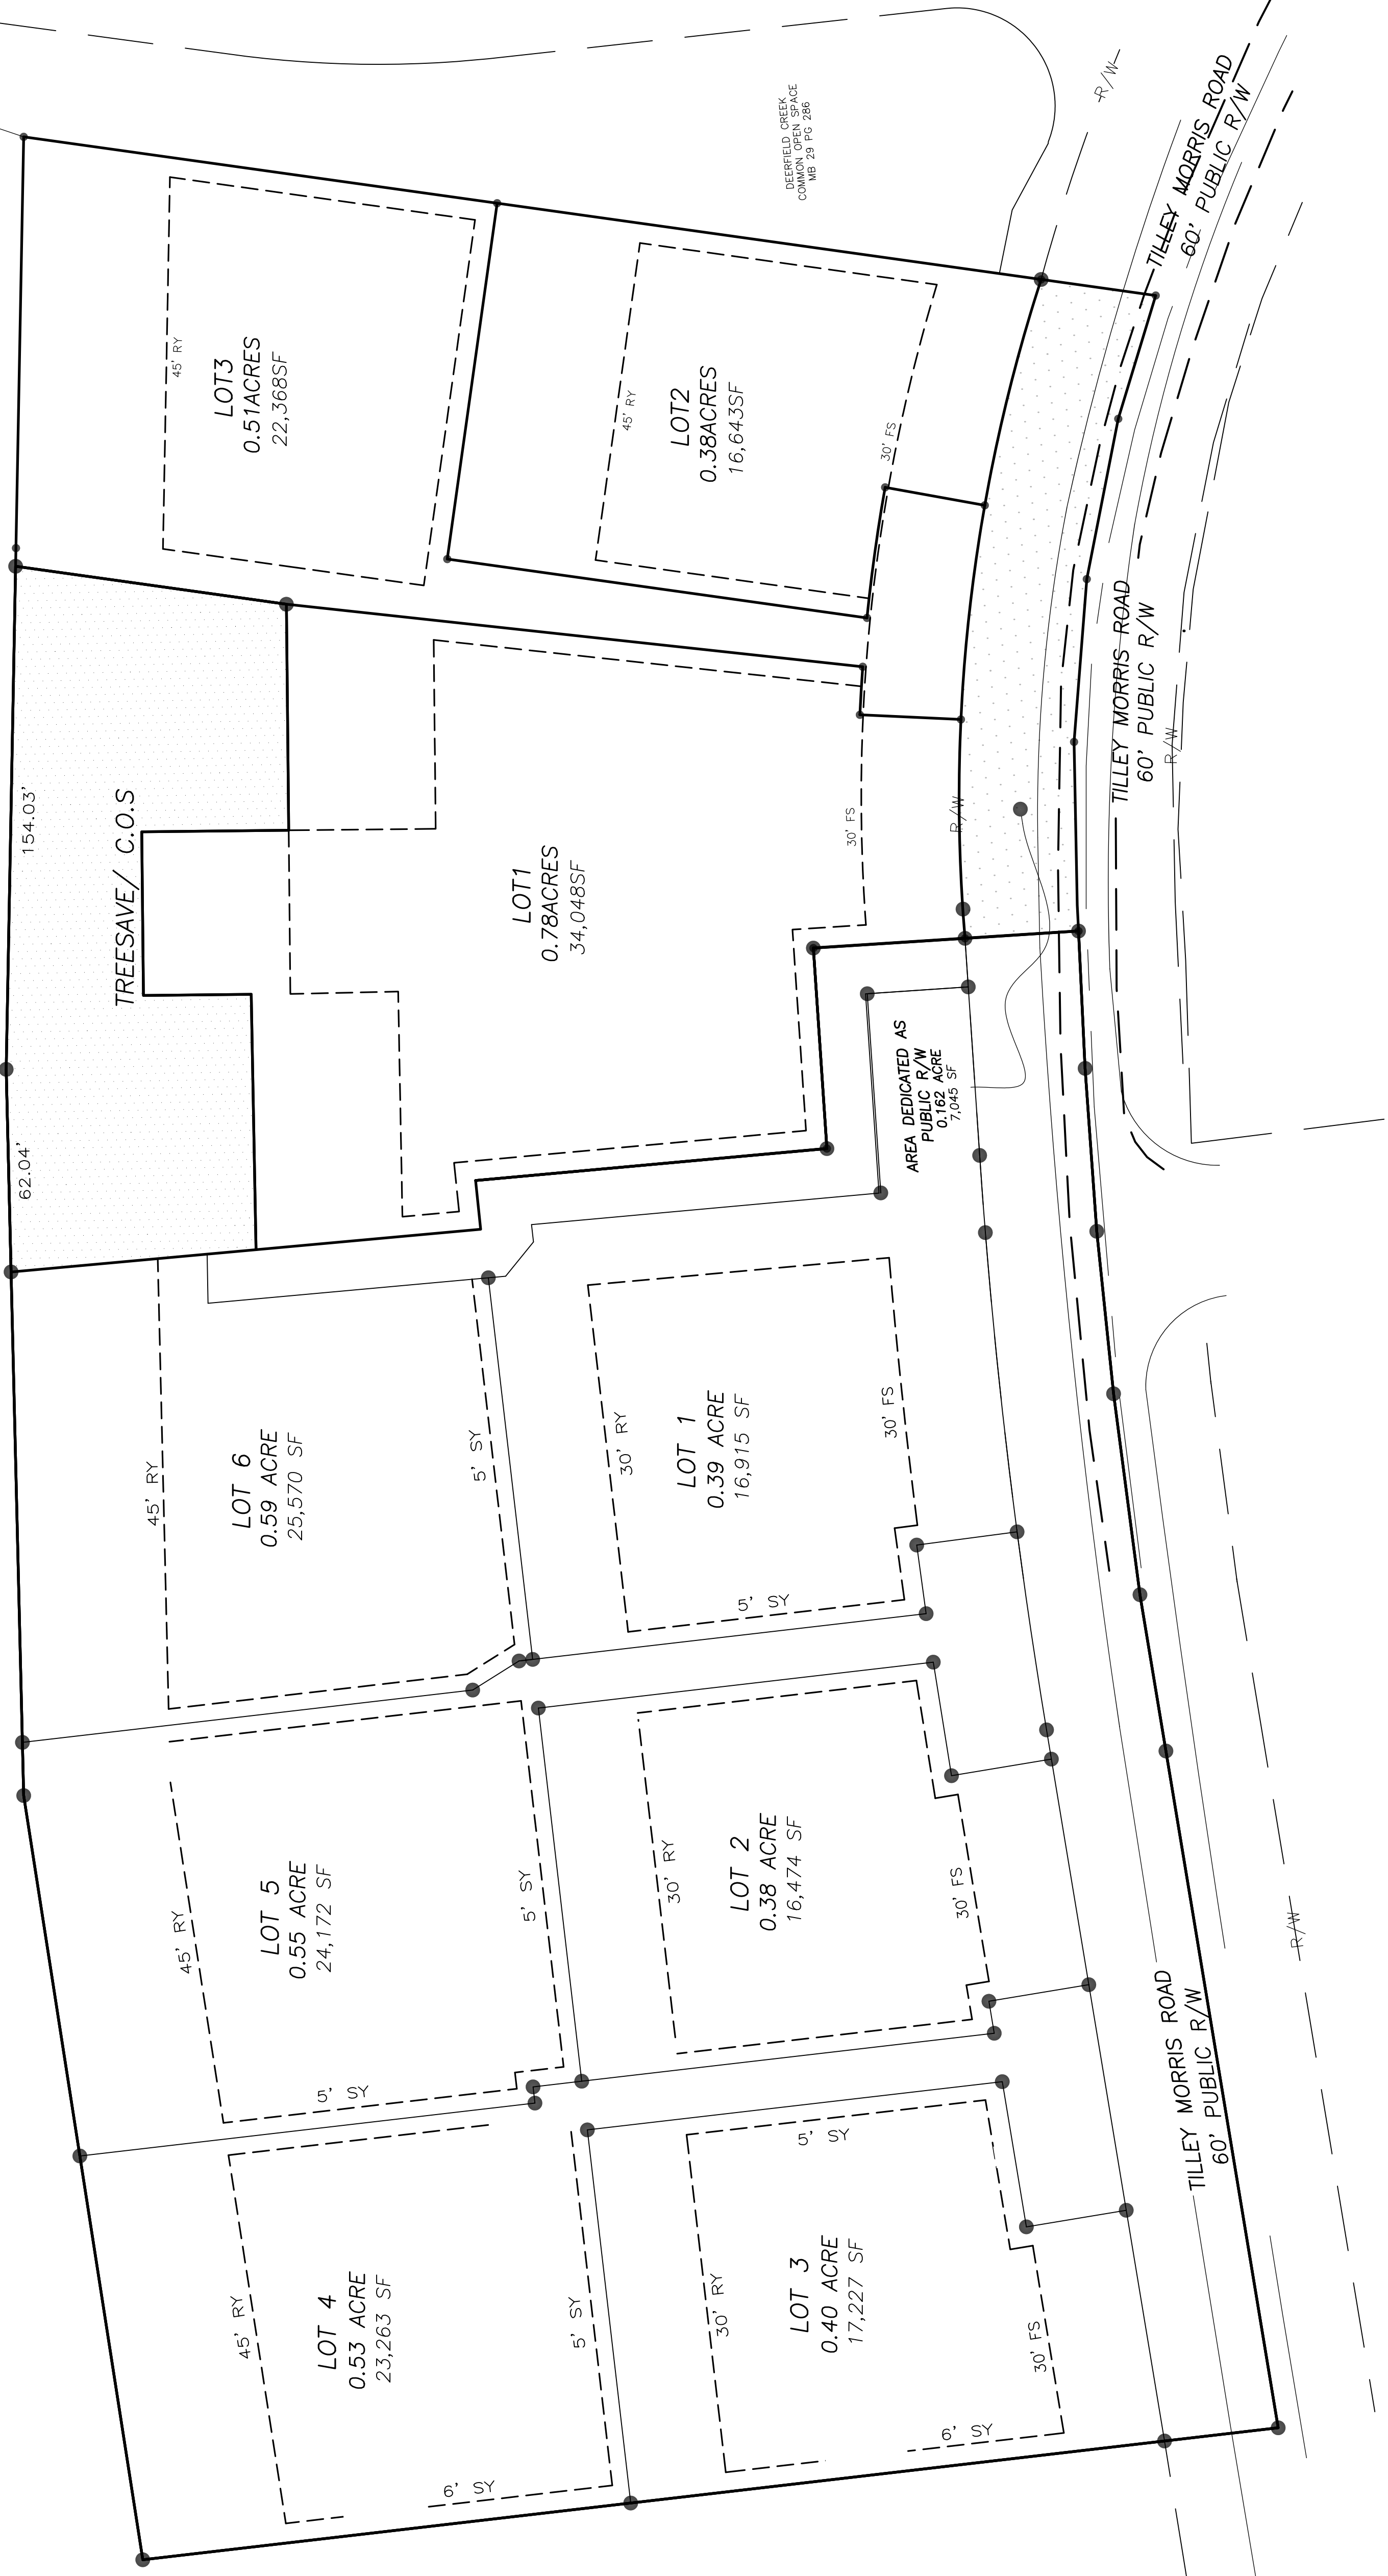 DEERFIELD CREEK
COMMON OPEN SPACE
MB 29 PG 286
R/W
TILLEY MORRIS ROAD
60' PUBLIC R/W
45' RY
LOT3
0.51ACRES
22,368SF
45' RY
LOT2
0.38ACRES
16,643SF
30' FS
TILLEY MORRIS ROAD
60' PUBLIC R/W
R/W
154.03'
TREESAVE/ C.O.S
LOT1
0.78ACRES
34,048SF
30' FS
R/W
62.04'
AREA DEDICATED AS
PUBLIC R/W
0.162 ACRE
7,045 SF
45' RY
LOT 6
0.59 ACRE
25,570 SF
5' SY
30' RY
LOT 1
0.39 ACRE
16,915 SF
30' FS
5' SY
45' RY
LOT 5
0.55 ACRE
24,172 SF
5' SY
5' SY
30' RY
LOT 2
0.38 ACRE
16,474 SF
30' FS
R/W
TILLEY MORRIS ROAD
60' PUBLIC R/W
45' RY
LOT 4
0.53 ACRE
23,263 SF
5' SY
6' SY
5' SY
30' RY
LOT 3
0.40 ACRE
17,227 SF
30' FS
6' SY